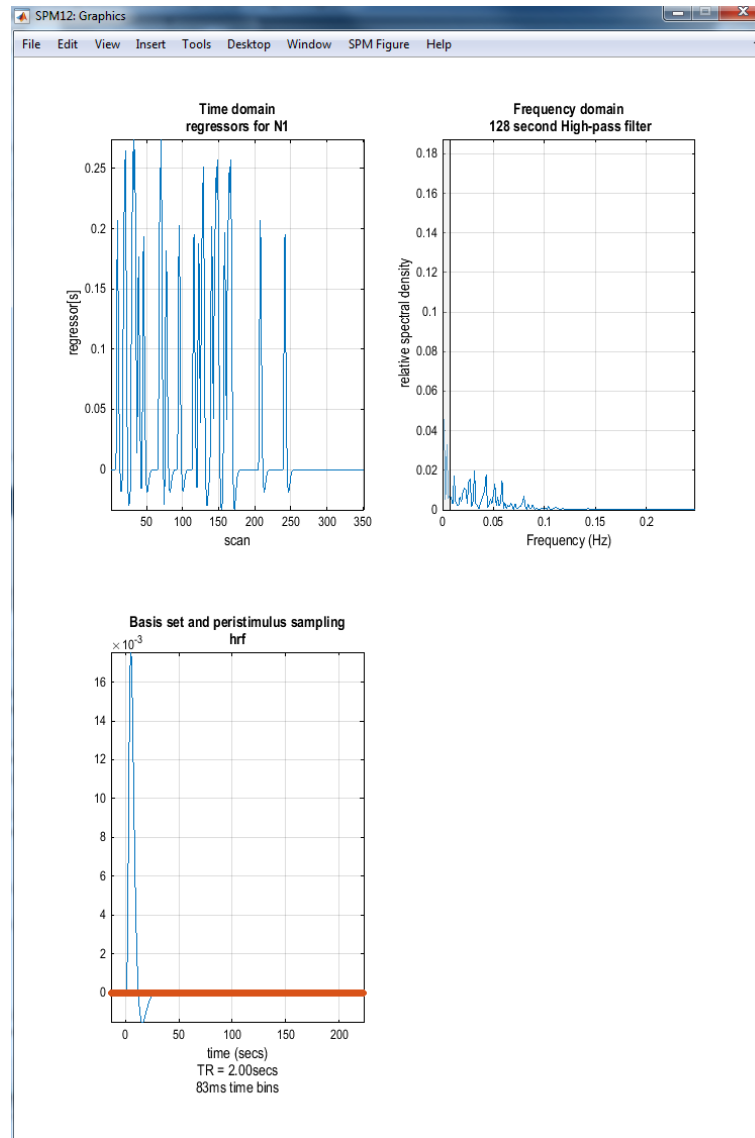 SPM12: Graphics
File Edit View Insert Tools Desktop Window SPM Figure Help
Time domain
regressors for N1
0.25
0.2
0.15
0.1
0.05
0
regressor[s]
50 100 150 200 250 300 350
scan
Frequency domain
128 second High-pass filter
0.18
0.16
0.14
0.12
0.1
0.08
0.06
0.04
0.02
0
relative spectral density
0 0.05 0.1 0.15 0.2
Frequency (Hz)
Basis set and peristimulus sampling
hrf
× 10⁻³
16
14
12
10
8
6
4
2
0
0 50 100 150 200
time (secs)
TR = 2.00secs
83ms time bins